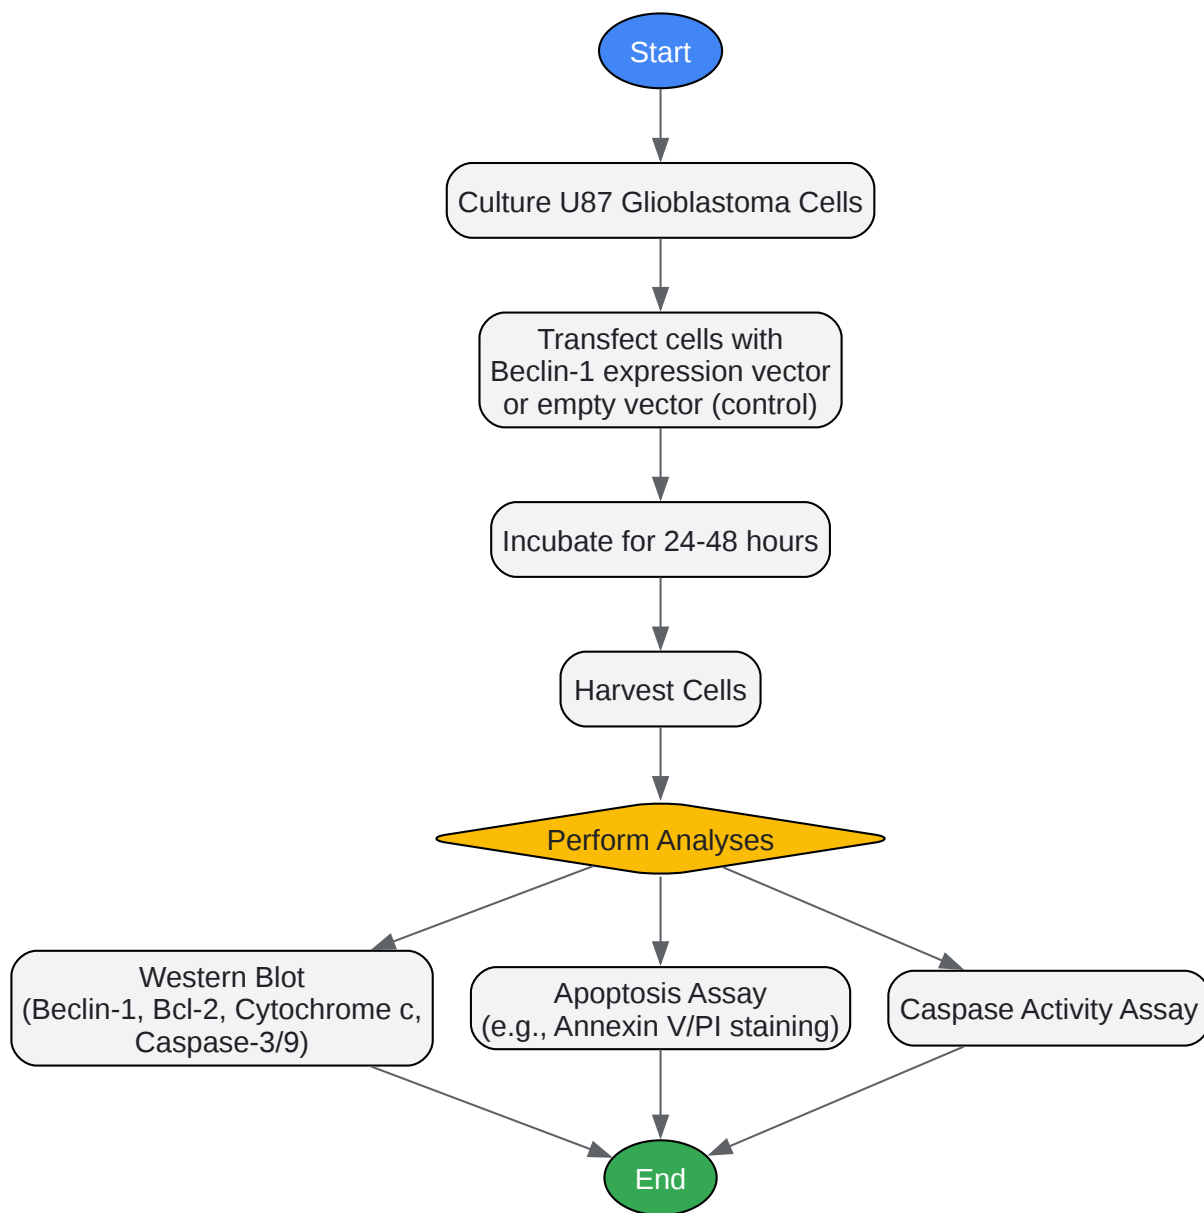 Start
Culture U87 Glioblastoma Cells
Transfect cells with
Beclin-1 expression vector
or empty vector (control)
Incubate for 24-48 hours
Harvest Cells
Perform Analyses
Western Blot
(Beclin-1, Bcl-2, Cytochrome c,
Caspase-3/9)
Apoptosis Assay
(e.g., Annexin V/PI staining)
Caspase Activity Assay
End